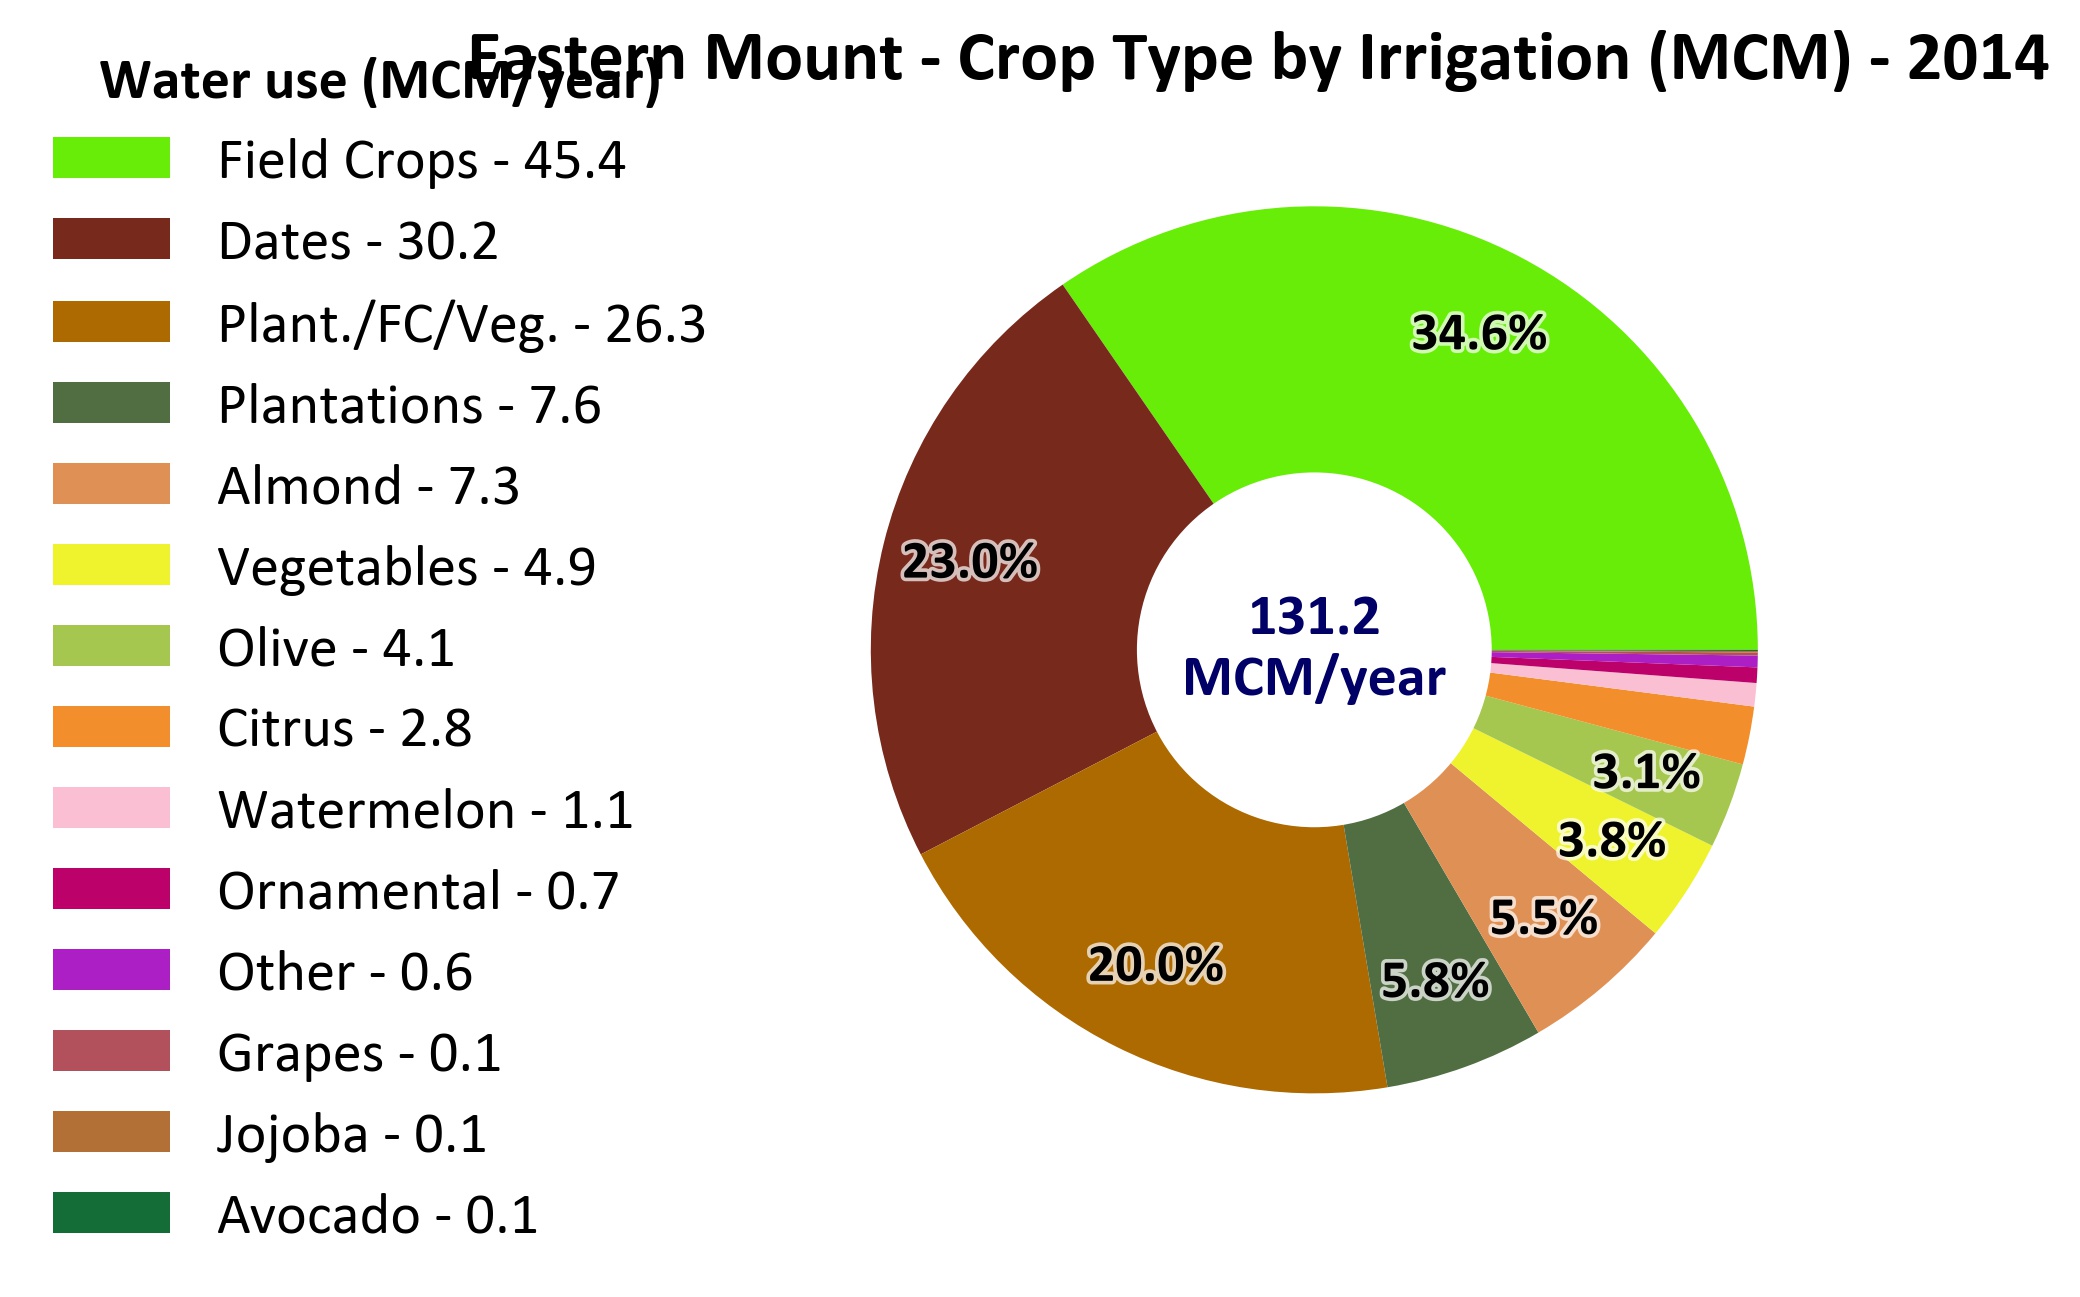 Eastern Mount - Crop Type by Irrigation (MCM) - 2014
Water use (MCM/year)
Field Crops - 45.4
Dates - 30.2
Plant./FC/Veg. - 26.3
Plantations - 7.6
Almond - 7.3
Vegetables - 4.9
Olive - 4.1
Citrus - 2.8
Watermelon - 1.1
Ornamental - 0.7
Other - 0.6
Grapes - 0.1
Jojoba - 0.1
Avocado - 0.1
34.6%
23.0%
131.2
MCM/year
3.1%
3.8%
5.5%
20.0%
5.8%